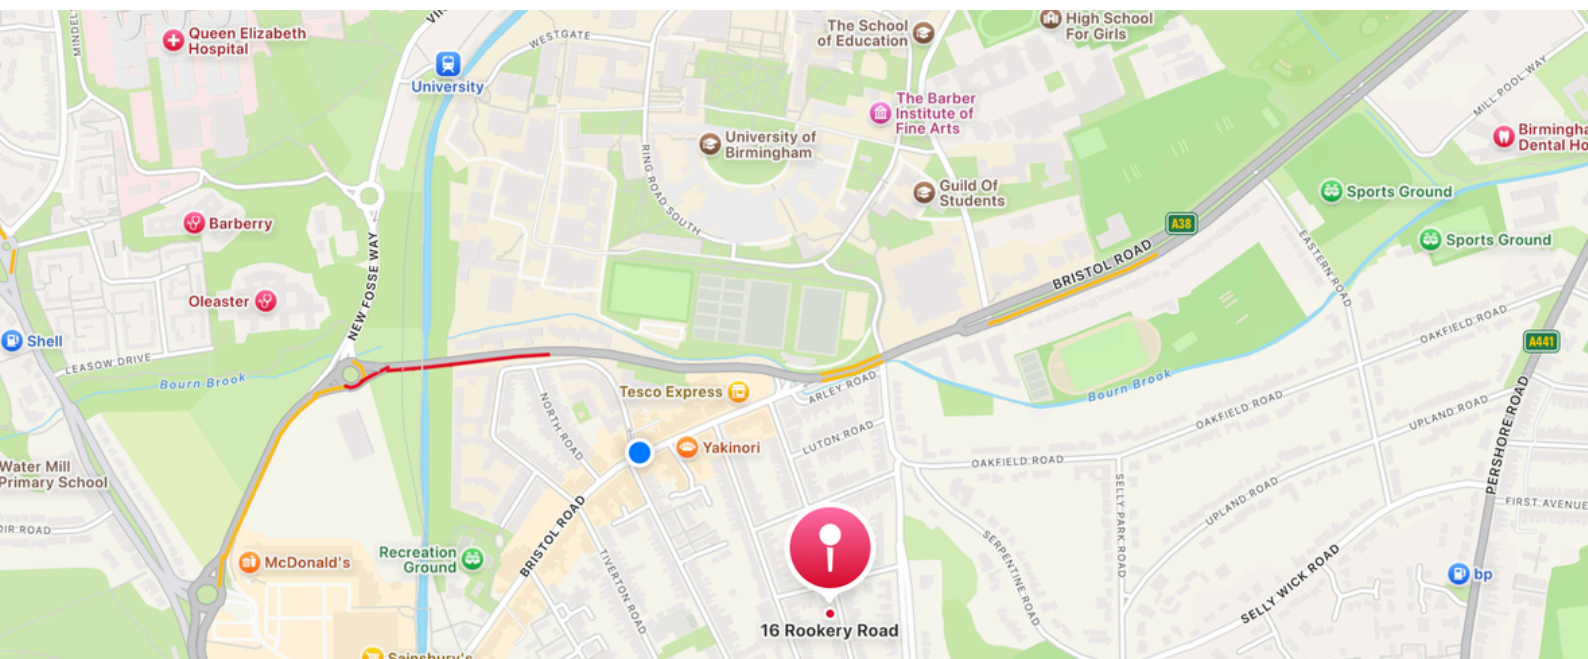 Queen Elizabeth
Hospital
University
WESTGATE
The School
of Education
High School
For Girls
MILL POOL WAY
The Barber
Institute of
Fine Arts
University of
Birmingham
RING ROAD SOUTH
Guild Of
Students
Sports Ground
Sports Ground
Barberry
NEW FOSSE WAY
Oleaster
A38
BRISTOL ROAD
EASTERN ROAD
OAKFIELD ROAD
A441
Shell
LEASOW DRIVE
Bourn Brook
Tesco Express
ARLEY ROAD
Bourn Brook
NORTH ROAD
Yakinori
LUTON ROAD
OAKFIELD ROAD
OAKFIELD ROAD
UPLAND ROAD
UPLAND ROAD
PERSHORE ROAD
FIRST AVENUE
Water Mill
Primary School
BRISTOL ROAD
SELLY PARK ROAD
SERPENTINE ROAD
McDonald's
Recreation
Ground
TIVERTON ROAD
SELLY WICK ROAD
bp
16 Rookery Road
Sainsbury's